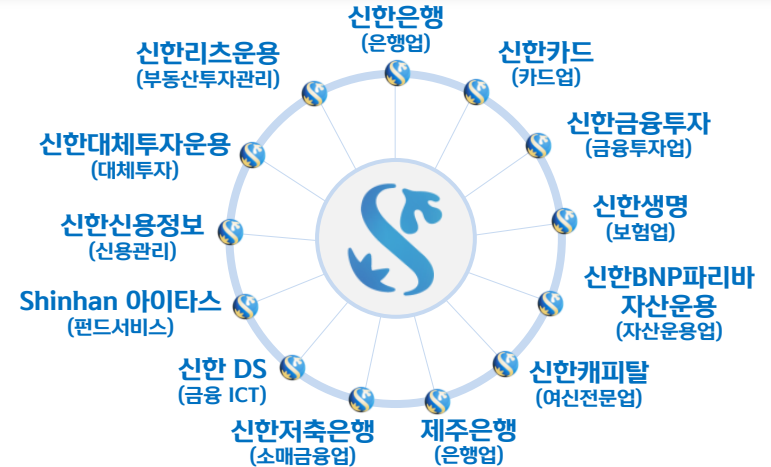 신한은행
(은행업)
신한카드
(카드업)
신한금융투자
(금융투자업)
신한생명
(보험업)
신한BNP파리바
자산운용
(자산운용업)
신한캐피탈
(여신전문업)
제주은행
(은행업)
신한저축은행
(소매금융업)
신한 DS
(금융 ICT)
Shinhan 아이타스
(펀드서비스)
신한신용정보
(신용관리)
신한대체투자운용
(대체투자)
신한리츠운용
(부동산투자관리)